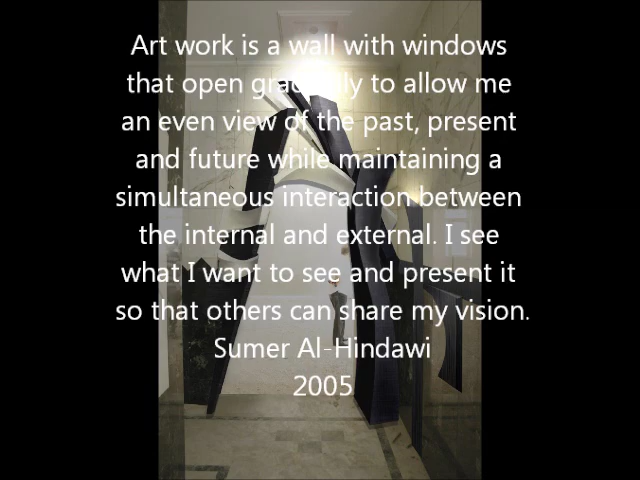 Art work is a wall with windows
that open gradually to allow me
an even view of the past, present
and future while maintaining a
simultaneous interaction between
the internal and external. I see
what I want to see and present it
so that others can share my vision.
Sumer Al-Hindawi
2005